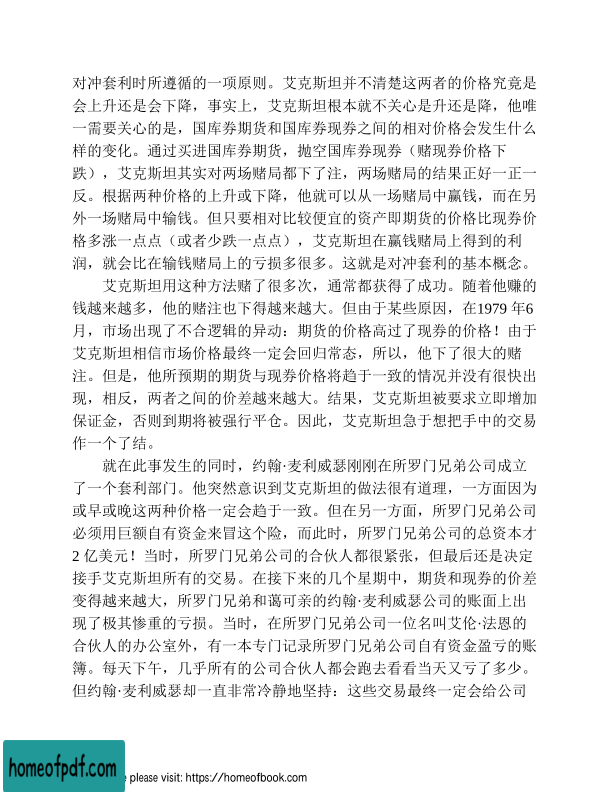 对冲套利时所遵循的一项原则。艾克斯坦并不清楚这两者的价格究竟是
会上升还是会下降，事实上，艾克斯坦根本就不关心是升还是降，他唯
一需要关心的是，国库券期货和国库券现券之间的相对价格会发生什么
样的变化。通过买进国库券期货，抛空国库券现券（赌现券价格下
跌），艾克斯坦其实对两场赌局都下了注，两场赌局的结果正好一正一
反。根据两种价格的上升或下降，他就可以从一场赌局中赢钱，而在另
外一场赌局中输钱。但只要相对比较便宜的资产即期货的价格比现券价
格多涨一点点（或者少跌一点点），艾克斯坦在赢钱赌局上得到的利
润，就会比在输钱赌局上的亏损多很多。这就是对冲套利的基本概念。
艾克斯坦用这种方法赌了很多次，通常都获得了成功。随着他赚的
钱越来越多，他的赌注也下得越来越大。但由于某些原因，在1979 年6
月，市场出现了不合逻辑的异动：期货的价格高过了现券的价格！由于
艾克斯坦相信市场价格最终一定会回归常态，所以，他下了很大的赌
注。但是，他所预期的期货与现券价格将趋于一致的情况并没有很快出
现，相反，两者之间的价差越来越大。结果，艾克斯坦被要求立即增加
保证金，否则到期将被强行平仓。因此，艾克斯坦急于想把手中的交易
作一个了结。
就在此事发生的同时，约翰·麦利威瑟刚刚在所罗门兄弟公司成立
了一个套利部门。他突然意识到艾克斯坦的做法很有道理，一方面因为
或早或晚这两种价格一定会趋于一致。但在另一方面，所罗门兄弟公司
必须用巨额自有资金来冒这个险，而此时，所罗门兄弟公司的总资本才
2 亿美元！当时，所罗门兄弟公司的合伙人都很紧张，但最后还是决定
接手艾克斯坦所有的交易。在接下来的几个星期中，期货和现券的价差
变得越来越大，所罗门兄弟和蔼可亲的约翰·麦利威瑟公司的账面上出
现了极其惨重的亏损。当时，在所罗门兄弟公司一位名叫艾伦·法恩的
合伙人的办公室外，有一本专门记录所罗门兄弟公司自有资金盈亏的账
簿。每天下午，几乎所有的公司合伙人都会跑去看看当天又亏了多少。
但约翰·麦利威瑟却一直非常冷静地坚持：这些交易最终一定会给公司
homeofpdf.com
e please visit: https://homeofbook.com